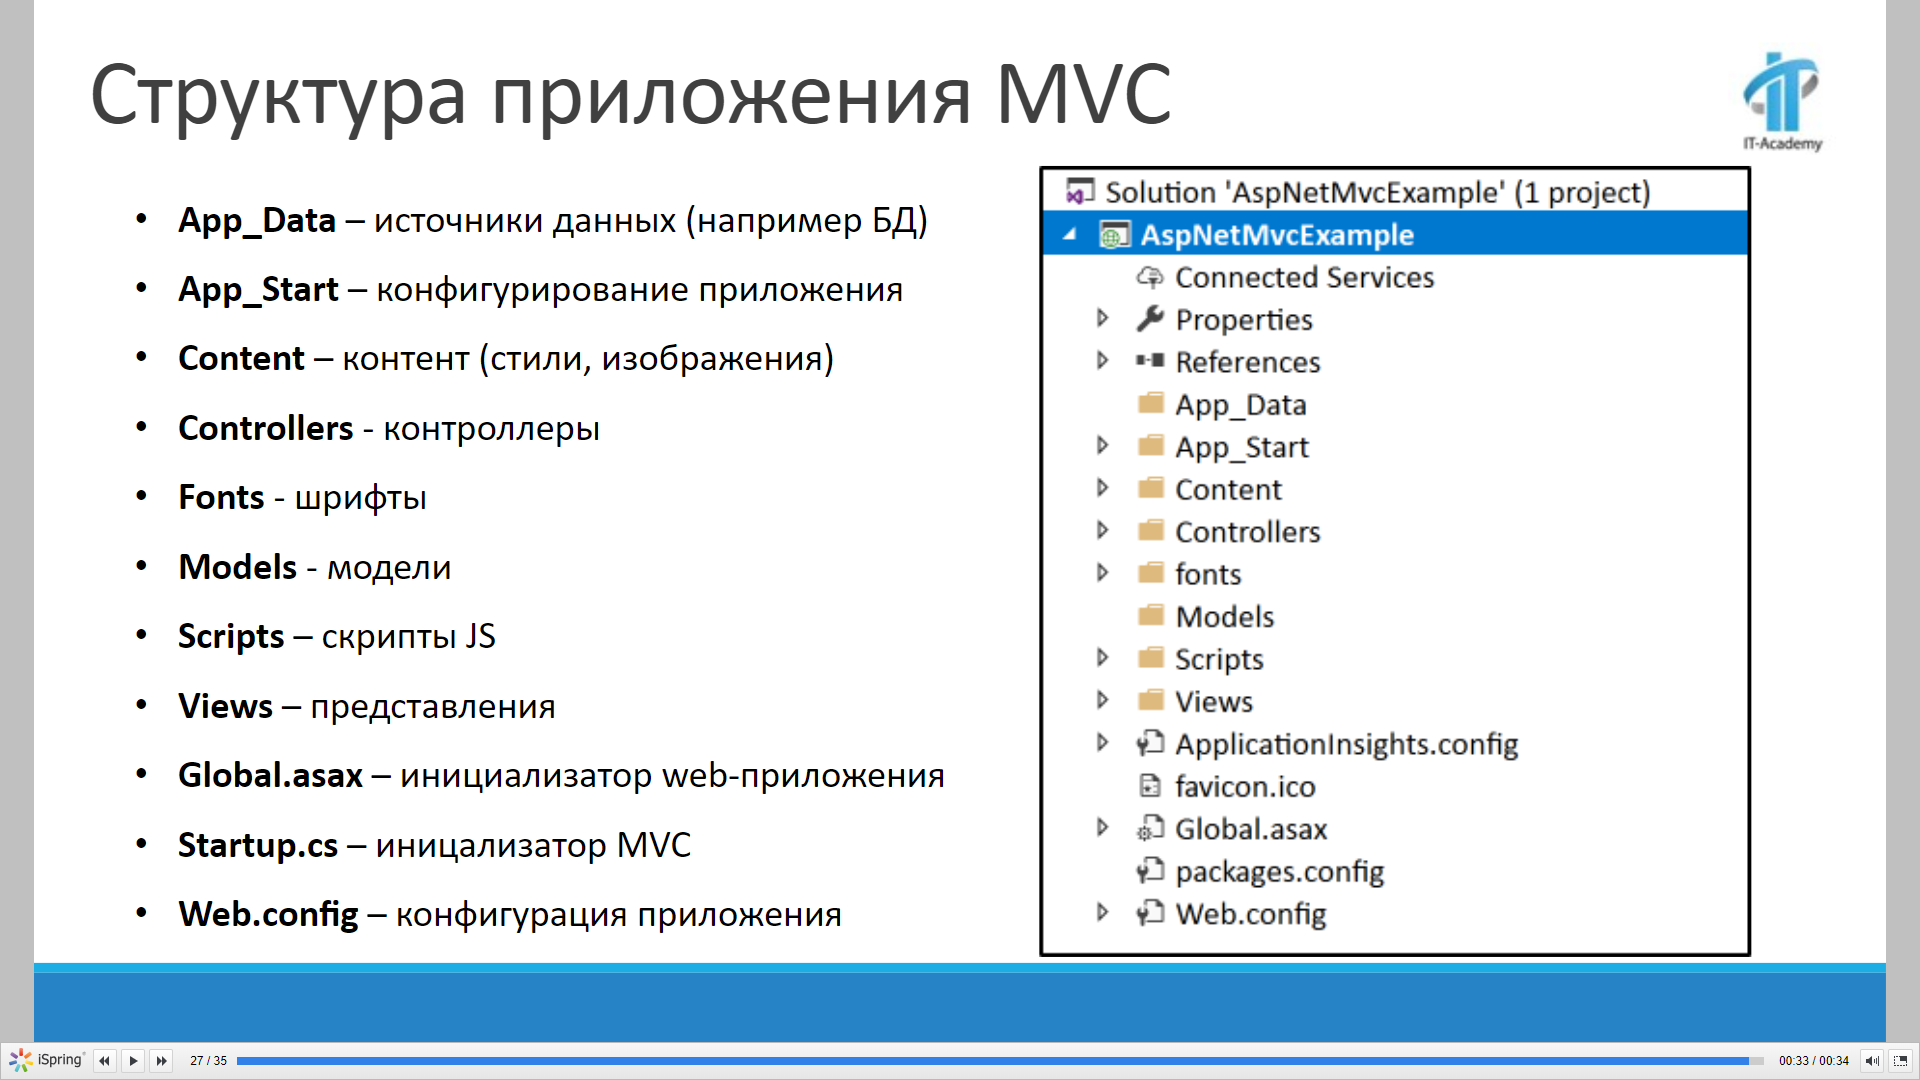 Структура приложения MVC
IT-Academy
• App_Data – источники данных (например БД)
• App_Start – конфигурирование приложения
• Content – контент (стили, изображения)
• Controllers - контроллеры
• Fonts - шрифты
• Models - модели
• Scripts – скрипты JS
• Views – представления
• Global.asax – инициализатор web-приложения
• Startup.cs – иницализатор MVC
• Web.config – конфигурация приложения
Solution 'AspNetMvcExample' (1 project)
AspNetMvcExample
Connected Services
Properties
References
App_Data
App_Start
Content
Controllers
fonts
Models
Scripts
Views
ApplicationInsights.config
favicon.ico
Global.asax
packages.config
Web.config
iSpring
27 / 35
00:33 / 00:34